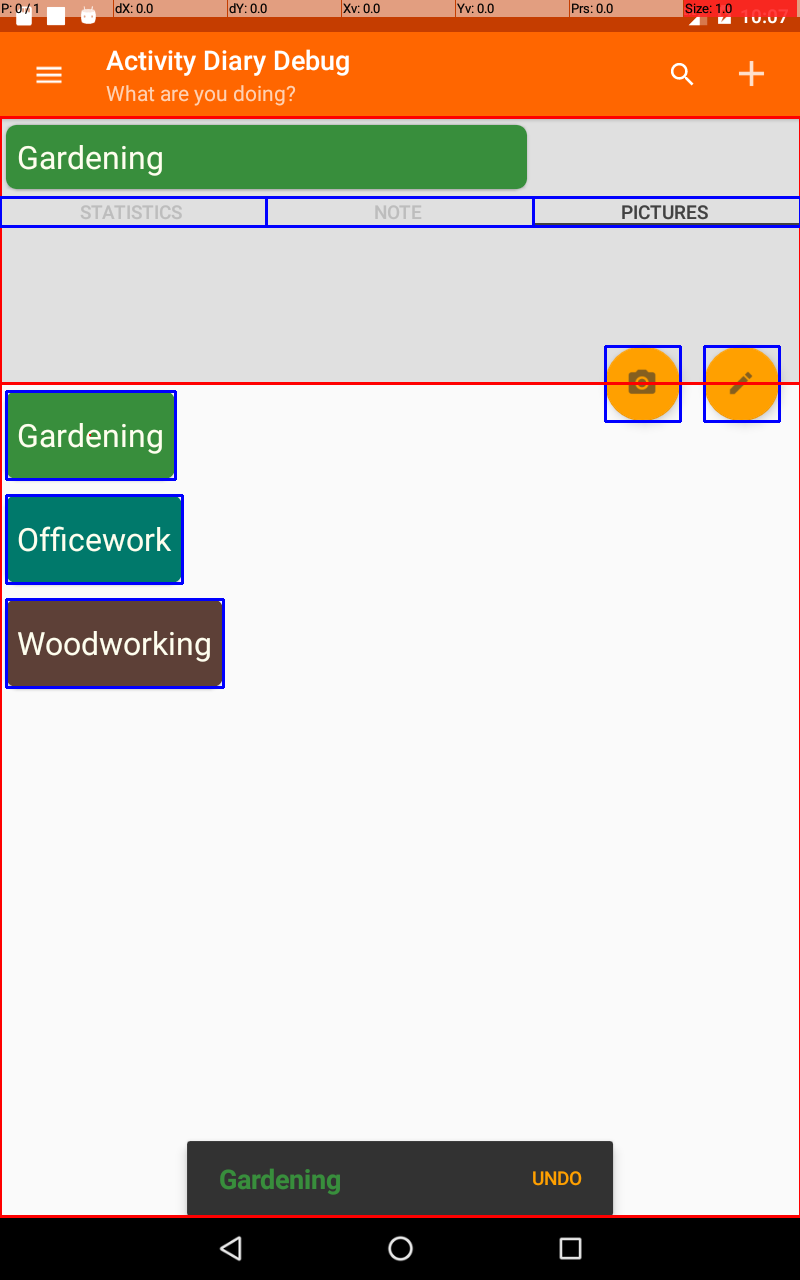 P: 0 / 1 dX: 0.0 dY: 0.0 Xv: 0.0 Yv: 0.0 Prs: 0.0 Size: 1.0
10:07
Activity Diary Debug
What are you doing?
Gardening
STATISTICS NOTE PICTURES
Gardening
Officework
Woodworking
Gardening UNDO